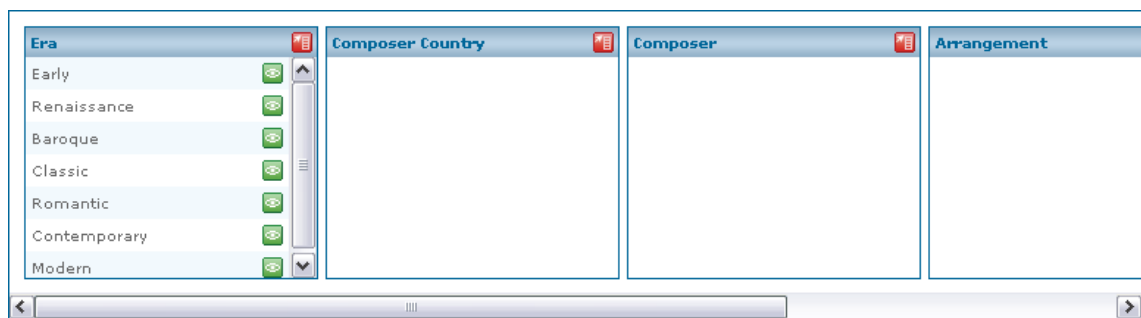 Era
Composer Country
Composer
Arrangement
Early
Renaissance
Baroque
Classic
Romantic
Contemporary
Modern